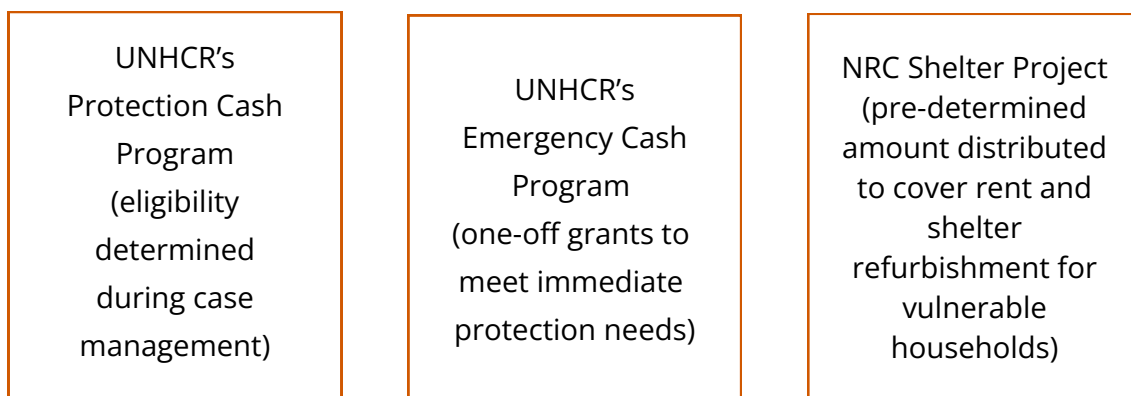 UNHCR’s
Protection Cash
Program
(eligibility
determined
during case
management)
UNHCR’s
Emergency Cash
Program
(one-off grants to
meet immediate
protection needs)
NRC Shelter Project
(pre-determined
amount distributed
to cover rent and
shelter
refurbishment for
vulnerable
households)